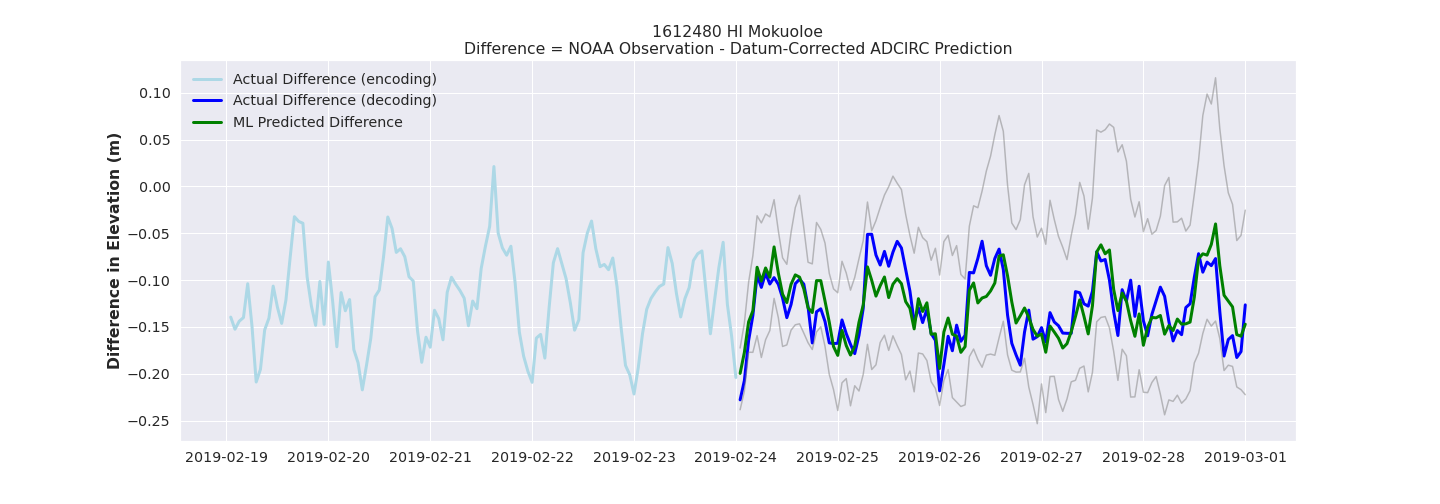 1612480 HI Mokuoloe
Difference = NOAA Observation - Datum-Corrected ADCIRC Prediction
Actual Difference (encoding)
Actual Difference (decoding)
ML Predicted Difference
Difference in Elevation (m)
0.10
0.05
0.00
−0.05
−0.10
−0.15
−0.20
−0.25
2019-02-19 2019-02-20 2019-02-21 2019-02-22 2019-02-23 2019-02-24 2019-02-25 2019-02-26 2019-02-27 2019-02-28 2019-03-01